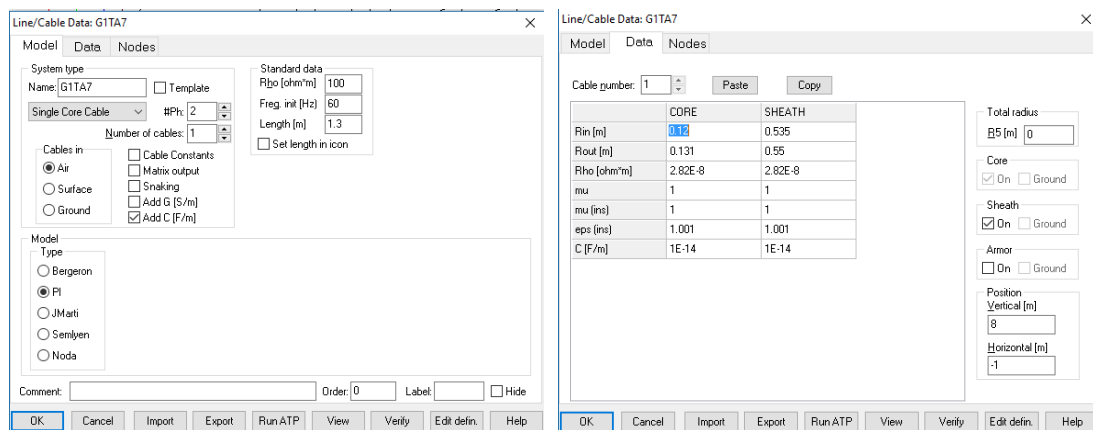 Line/Cable Data: G1TA7
Model Data Nodes
System type
Name: G1TA7 Template
Single Core Cable #Ph: 2
Number of cables: 1
Cables in
Air
Surface
Ground
Cable Constants
Matrix output
Snaking
Add G [S/m]
Add C [F/m]
Standard data
Rho [ohm*m] 100
Freq. init [Hz] 60
Length [m] 1.3
Set length in icon
Model
Type
Bergeron
PI
JMarti
Semlyen
Noda
Comment: Order: 0 Label: Hide
OK Cancel Import Export Run ATP View Verify Edit defin. Help
Line/Cable Data: G1TA7
Model Data Nodes
Cable number: 1 Paste Copy
CORE SHEATH
Rin [m] 0.12 0.535
Rout [m] 0.131 0.55
Rho [ohm*m] 2.82E-8 2.82E-8
mu 1 1
mu (ins) 1 1
eps (ins) 1.001 1.001
C [F/m] 1E-14 1E-14
Total radius
R5 [m] 0
Core
On Ground
Sheath
On Ground
Armor
On Ground
Position
Vertical [m]
8
Horizontal [m]
-1
OK Cancel Import Export Run ATP View Verify Edit defin. Help